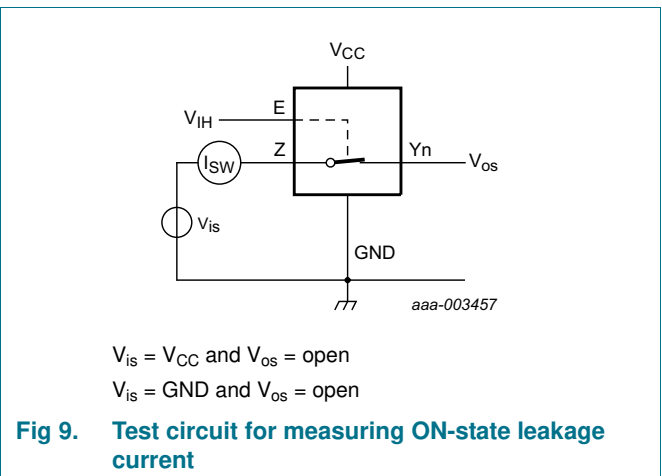 VCC
VIH
E
ISW
Z
Yn
Vos
Vis
GND
aaa-003457
Vis = VCC and Vos = open
Vis = GND and Vos = open
Fig 9. Test circuit for measuring ON-state leakage
current